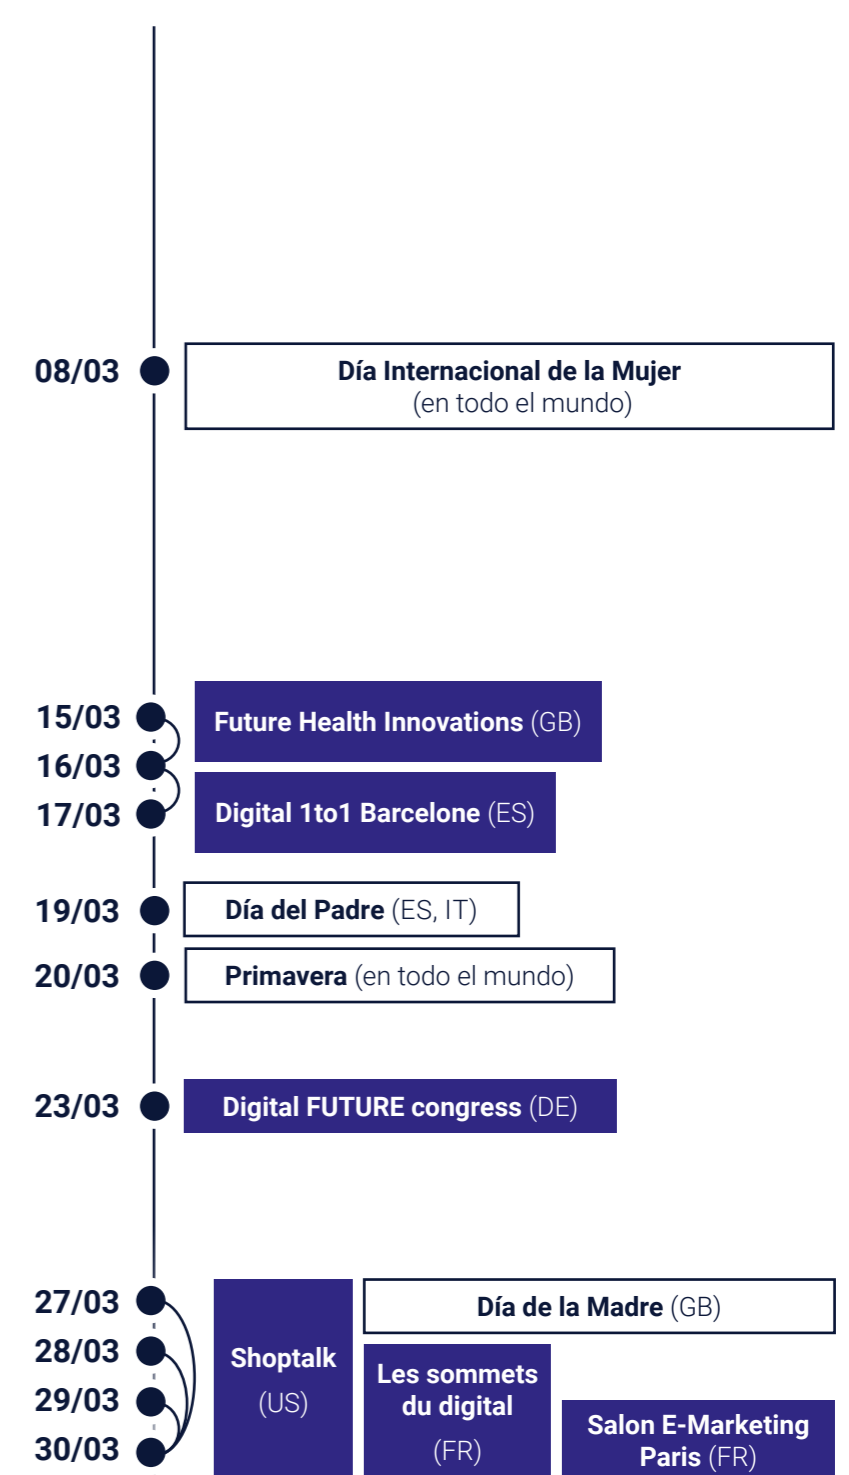 08/03
Día Internacional de la Mujer
(en todo el mundo)
15/03
Future Health Innovations (GB)
16/03
17/03
Digital 1to1 Barcelone (ES)
19/03
Día del Padre (ES, IT)
20/03
Primavera (en todo el mundo)
23/03
Digital FUTURE congress (DE)
27/03
Día de la Madre (GB)
28/03
Shoptalk
(US)
Les sommets
du digital
(FR)
29/03
Salon E-Marketing
Paris (FR)
30/03